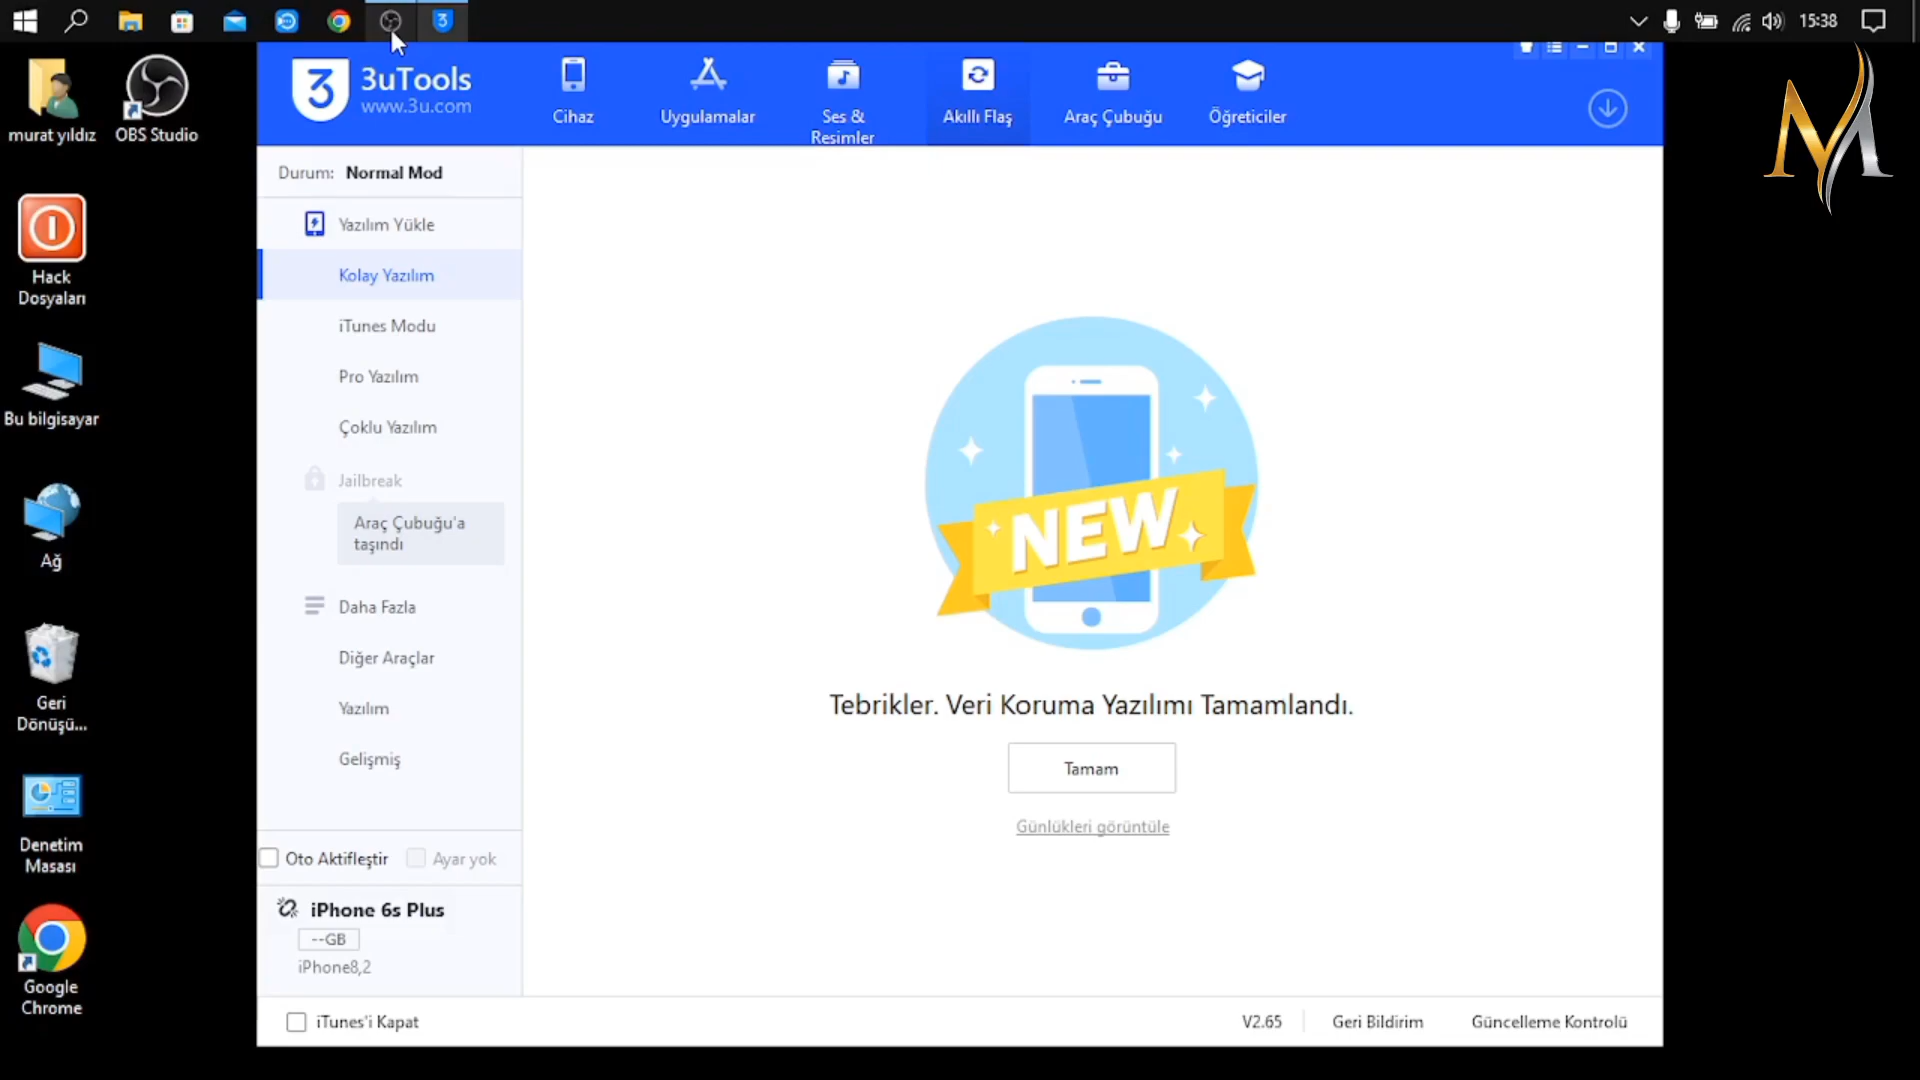 15:38
murat yıldız
OBS Studio
Hack
Dosyaları
Bu bilgisayar
Ağ
Geri
Dönüşü...
Denetim
Masası
Google
Chrome
3
3uTools
www.3u.com
Cihaz
Uygulamalar
Ses &
Resimler
Akıllı Flaş
Araç Çubuğu
Öğreticiler
Durum: Normal Mod
Yazılım Yükle
Kolay Yazılım
iTunes Modu
Pro Yazılım
Çoklu Yazılım
Jailbreak
Araç Çubuğu'a
taşındı
Daha Fazla
Diğer Araçlar
Yazılım
Gelişmiş
Oto Aktifleştir
Ayar yok
iPhone 6s Plus
--GB
iPhone8,2
NEW
Tebrikler. Veri Koruma Yazılımı Tamamlandı.
Tamam
Günlükleri görüntüle
iTunes'i Kapat
V2.65
Geri Bildirim
Güncelleme Kontrolü